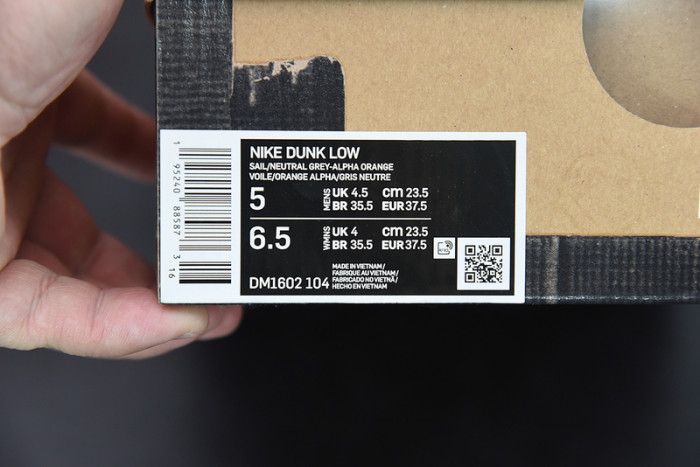 NIKE DUNK LOW
SAIL/NEUTRAL GREY-ALPHA ORANGE
VOILE/ORANGE ALPHA/GRIS NEUTRE
5 MENS UK 4.5 cm 23.5
BR 35.5 EUR 37.5
6.5 WMNS UK 4 cm 23.5
BR 35.5 EUR 37.5
DM1602 104
MADE IN VIETNAM/
FABRIQUE AU VIETNAM/
FABRICADO NO VIETNÃ/
HECHO EN VIETNAM
1 95240 88587 3 16